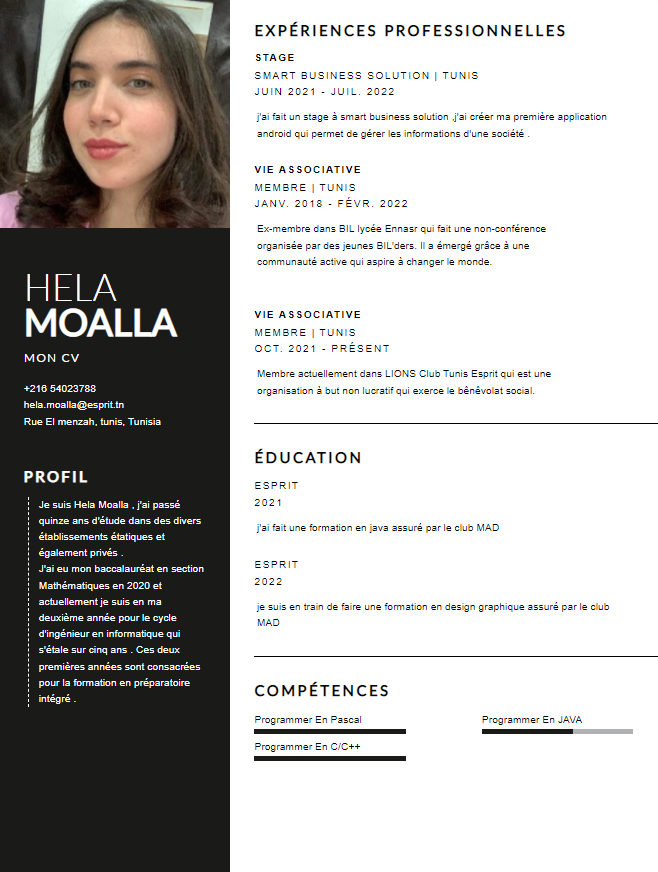 HELA
MOALLA
MON CV
+216 54023788
hela.moalla@esprit.tn
Rue El menzah, tunis, Tunisia
PROFIL
Je suis Hela Moalla , j'ai passé
quinze ans d'étude dans des divers
établissements étatiques et
également privés .
J'ai eu mon baccalauréat en section
Mathématiques en 2020 et
actuellement je suis en ma
deuxième année pour le cycle
d'ingénieur en informatique qui
s'étale sur cinq ans . Ces deux
premières années sont consacrées
pour la formation en préparatoire
intégré .
EXPÉRIENCES PROFESSIONNELLES
STAGE
SMART BUSINESS SOLUTION | TUNIS
JUIN 2021 - JUIL. 2022
j'ai fait un stage à smart business solution ,j'ai créer ma première application
android qui permet de gérer les informations d'une société .
VIE ASSOCIATIVE
MEMBRE | TUNIS
JANV. 2018 - FÉVR. 2022
Ex-membre dans BIL lycée Ennasr qui fait une non-conférence
organisée par des jeunes BIL'ders. Il a émergé grâce à une
communauté active qui aspire à changer le monde.
VIE ASSOCIATIVE
MEMBRE | TUNIS
OCT. 2021 - PRÉSENT
Membre actuellement dans LIONS Club Tunis Esprit qui est une
organisation à but non lucratif qui exerce le bénévolat social.
ÉDUCATION
ESPRIT
2021
j'ai fait une formation en java assuré par le club MAD
ESPRIT
2022
je suis en train de faire une formation en design graphique assuré par le club
MAD
COMPÉTENCES
Programmer En Pascal
Programmer En JAVA
Programmer En C/C++